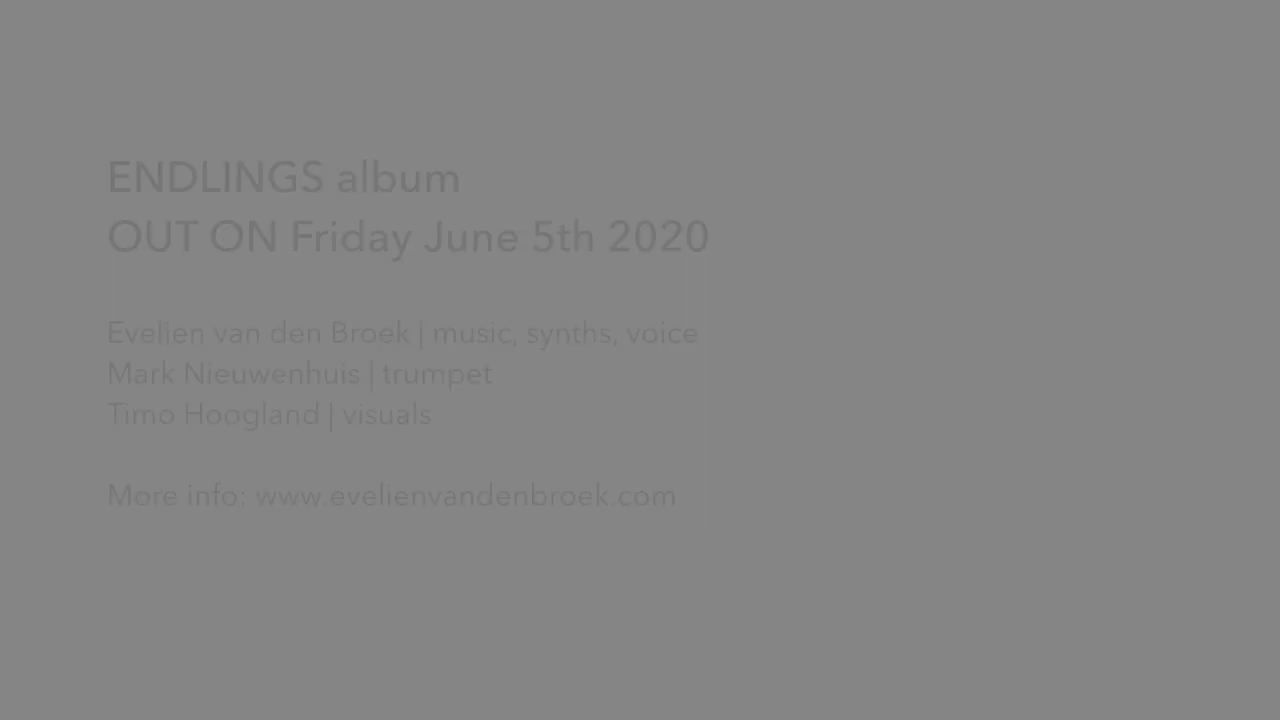 ENDLINGS album
OUT ON Friday June 5th 2020
Evelien van den Broek | music, synths, voice
Mark Nieuwenhuis | trumpet
Timo Hoogland | visuals
More info: www.evelienvandenbroek.com